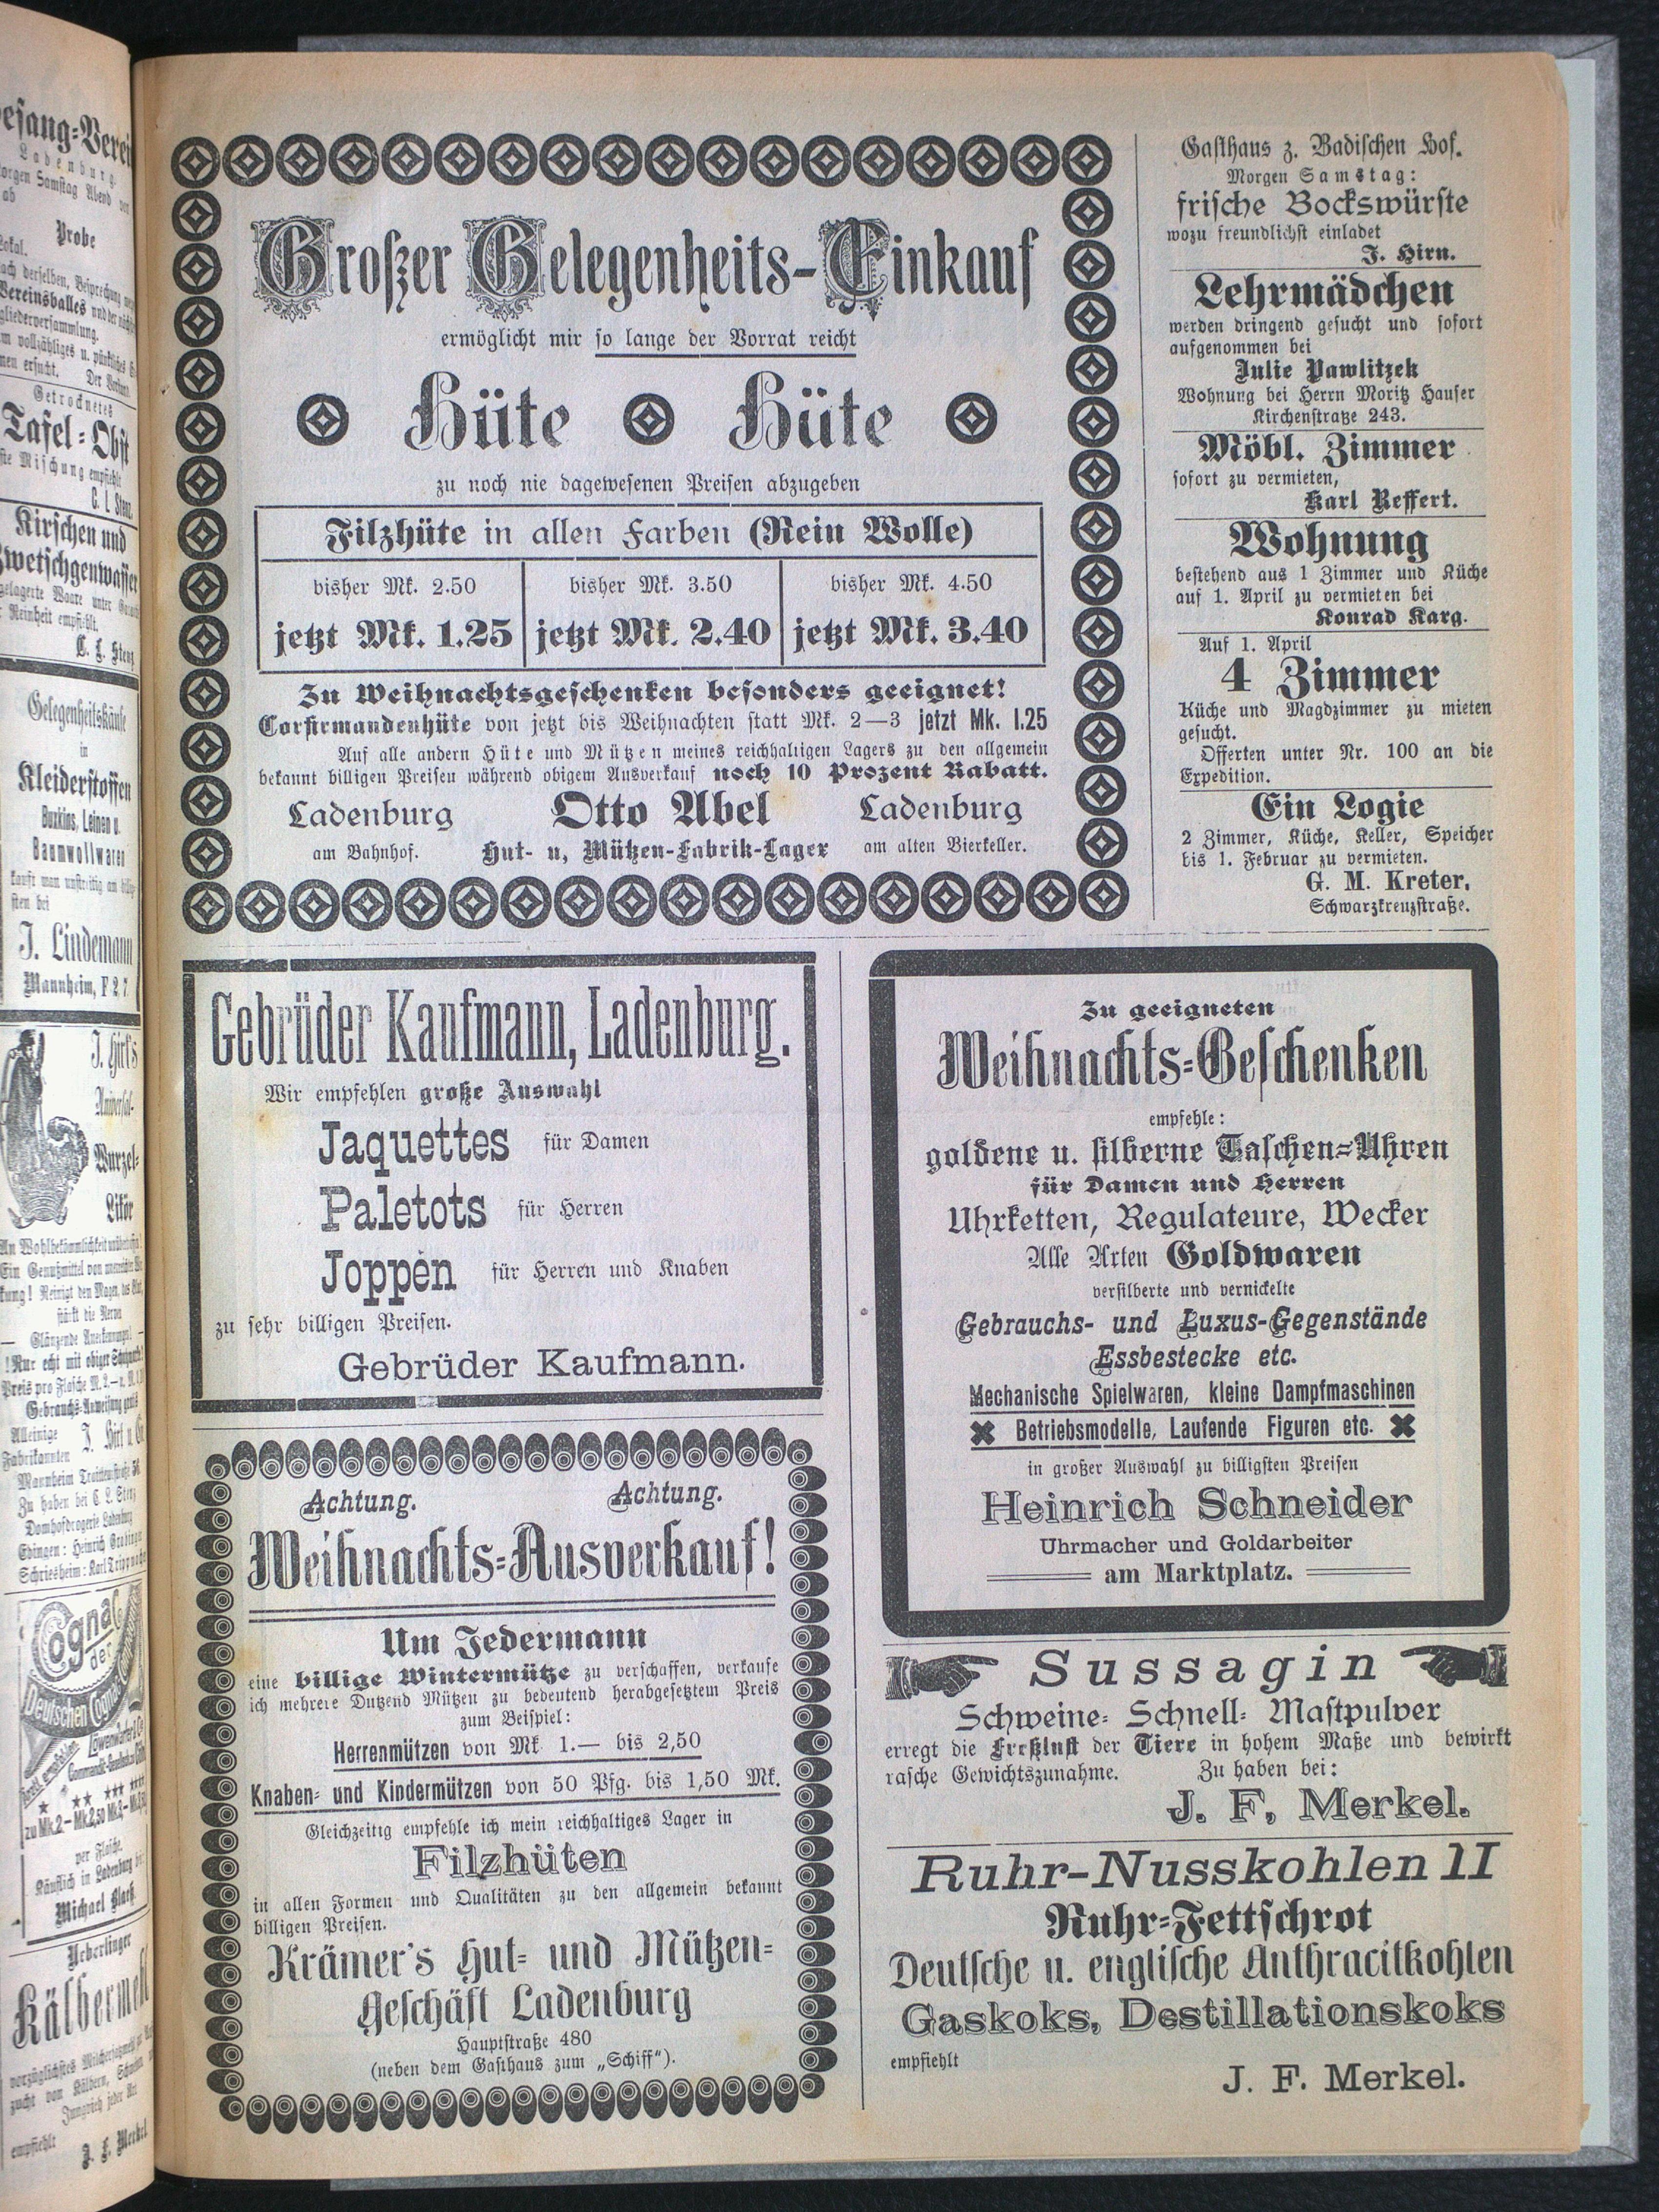 Großer Gelegenheits-Einkauf
ermöglicht mir so lange der Vorrat reicht
Hüte Hüte
zu noch nie dagewesenen Preisen abzugeben
Filzhüte in allen Farben (Rein Wolle)
bisher Mk. 2.50
jetzt Mk. 1.25
bisher Mk. 3.50
jetzt Mk. 2.40
bisher Mk. 4.50
jetzt Mk. 3.40
Zu Weihnachtsgeschenken besonders geeignet!
Corfirmandenhüte von jetzt bis Weihnachten statt Mk. 2—3 jetzt Mk. 1.25
Auf alle andern Hüte und Mützen meines reichhaltigen Lagers zu den allgemein
bekannt billigen Preisen während obigem Ausverkauf noch 10 Prozent Rabatt.
Ladenburg Otto Abel Ladenburg
am Bahnhof. Hut- u, Mützen-Fabrik-Lager am alten Bierkeller.
Gasthaus z. Badischen Hof.
Morgen Samstag:
frische Bockswürste
wozu freundlichst einladet
J. Hirn.
Lehrmädchen
werden dringend gesucht und sofort
aufgenommen bei
Julie Pawlitzek
Wohnung bei Herrn Moritz Hauser
Kirchenstraße 243.
Möbl. Zimmer
sofort zu vermieten,
Karl Reffert.
Wohnung
bestehend aus 1 Zimmer und Küche
auf 1. April zu vermieten bei
Konrad Karg.
Auf 1. April
4 Zimmer
Küche und Magdzimmer zu mieten
gesucht.
Offerten unter Nr. 100 an die
Expedition.
Ein Logie
2 Zimmer, Küche, Keller, Speicher
bis 1. Februar zu vermieten.
G. M. Kreter,
Schwarzkreuzstraße.
Gebrüder Kaufmann, Ladenburg.
Wir empfehlen große Auswahl
Jaquettes für Damen
Paletots für Herren
Joppen für Herren und Knaben
zu sehr billigen Preisen.
Gebrüder Kaufmann.
Achtung. Achtung.
Weihnachts-Ausverkauf!
Um Jedermann
eine billige Wintermütze zu verschaffen, verkaufe
ich mehrere Dutzend Mützen zu bedeutend herabgesetztem Preis
zum Beispiel:
Herrenmützen von Mk 1.— bis 2,50
Knaben- und Kindermützen von 50 Pfg. bis 1,50 Mk.
Gleichzeitig empfehle ich mein reichhaltiges Lager in
Filzhüten
in allen Formen und Qualitäten zu den allgemein bekannt
billigen Preisen.
Krämer's Hut- und Mützen-
Geschäft Ladenburg
Hauptstraße 480
(neben dem Gasthaus zum „Schiff“).
Zu geeigneten
Weihnachts-Geschenken
empfehle:
goldene u. silberne Taschen-Uhren
für Damen und Herren
Uhrketten, Regulateure, Wecker
Alle Arten Goldwaren
versilberte und vernickelte
Gebrauchs- und Luxus-Gegenstände
Essbestecke etc.
Mechanische Spielwaren, kleine Dampfmaschinen
Betriebsmodelle, Laufende Figuren etc.
in großer Auswahl zu billigsten Preisen
Heinrich Schneider
Uhrmacher und Goldarbeiter
am Marktplatz.
Sussagin
Schweine- Schnell- Mastpulver
erregt die Freßlust der Tiere in hohem Maße und bewirkt
rasche Gewichtszunahme. Zu haben bei:
J. F, Merkel.
Ruhr-Nusskohlen II
Ruhr-Fettschrot
Deutsche u. englische Anthracitkohlen
Gaskoks, Destillationskoks
empfiehlt
J. F. Merkel.
Probe
Getrocknetes
Tafel-Obst
Kirschen und
Zwetschgenwasser
Gelegenheitskäufe
in
Kleiderstoffen
Buxkins, Leinen u.
Baumwollwaren
J. Lindemann
Mannheim, F 2, 7
J. Hirt's
Universal-
Wurzel-
Likör
Cognac
der
Deutschen Cognac
per Flasche.
Michael Blaeß
Ueberlinger
Kälbermehl
empfiehlt
J. F. Merkel